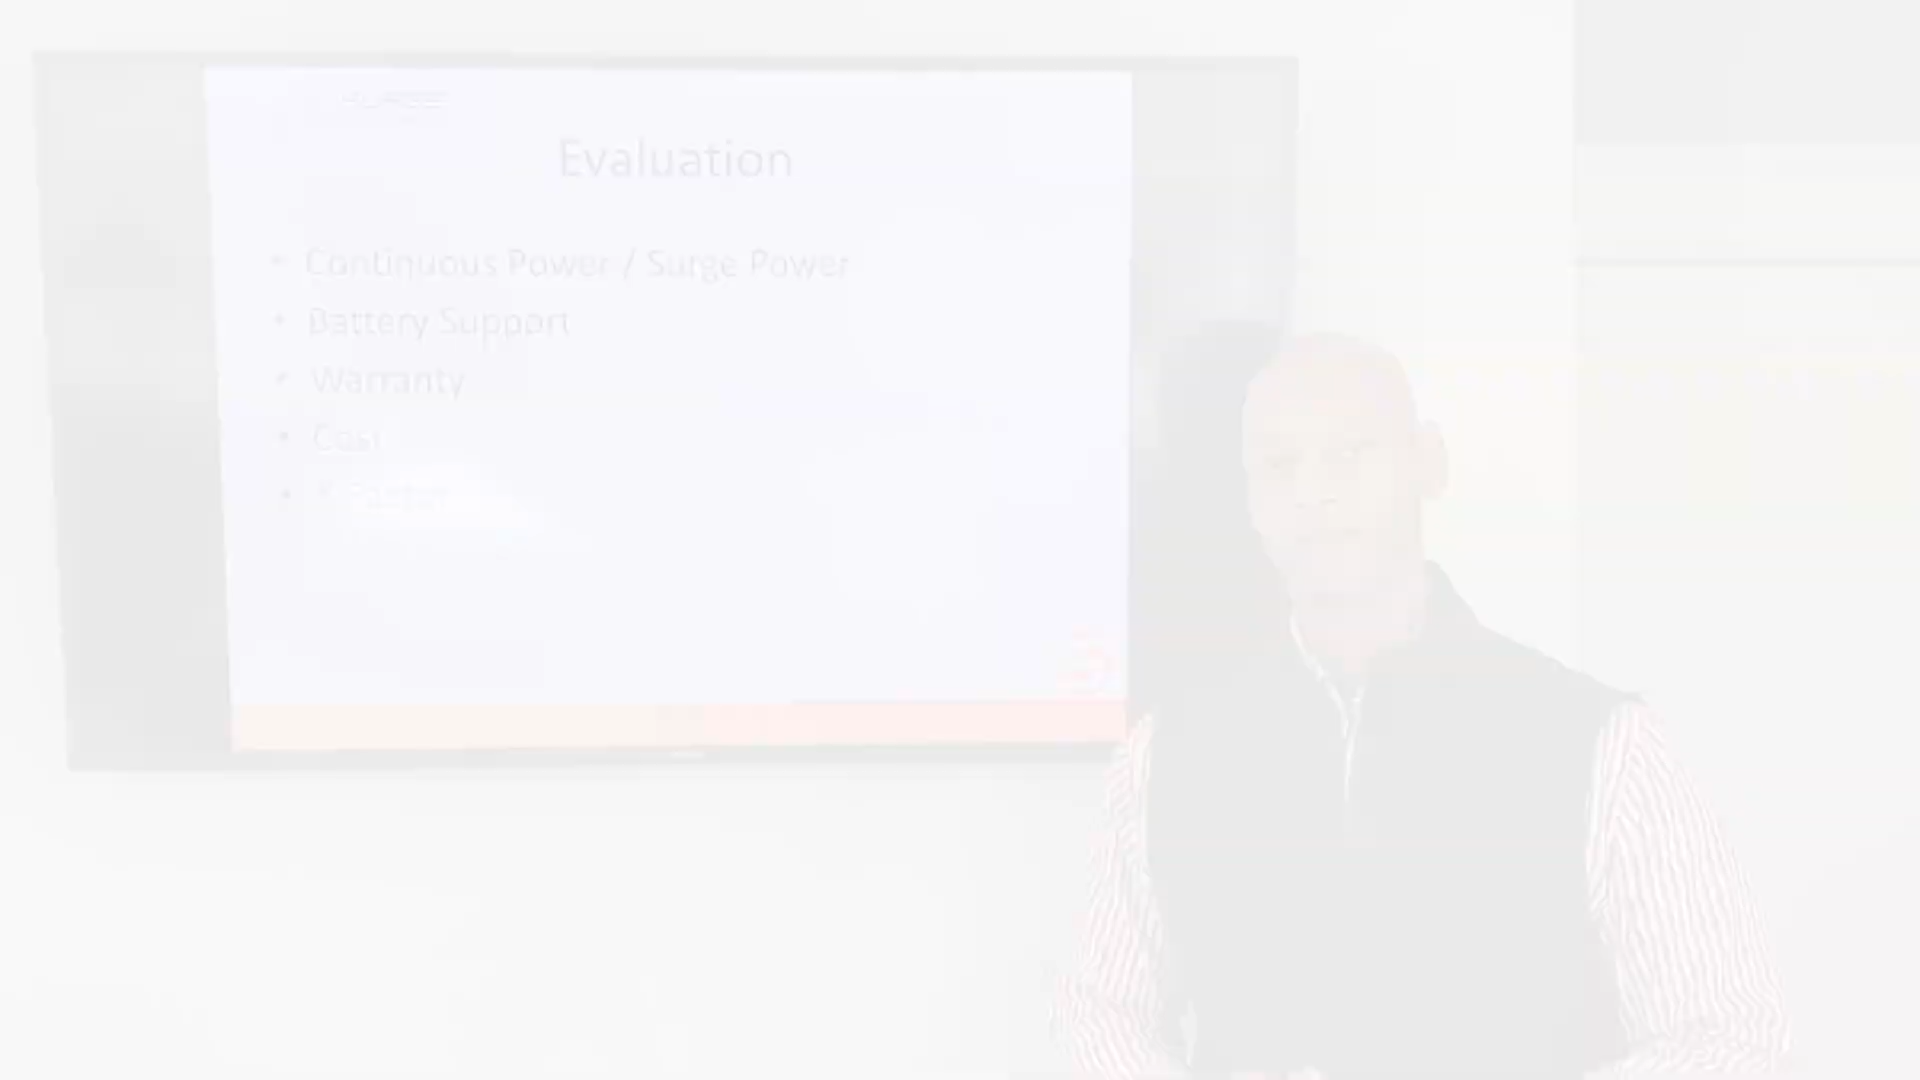 Evaluation
• Continuous Power / Surge Power
• Battery Support
• Warranty
• Cost